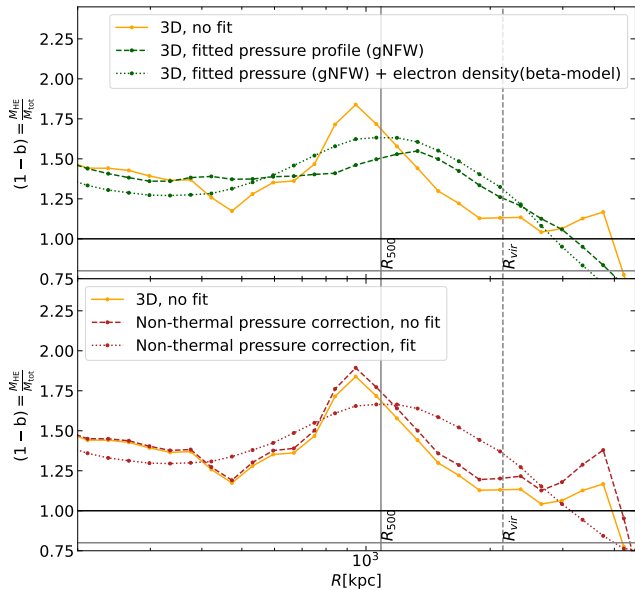 3D, no fit
3D, fitted pressure profile (gNFW)
3D, fitted pressure (gNFW) + electron density(beta-model)
2.25
2.00
1.75
1.50
1.25
1.00
0.75
(1 − b) = M_HE/M_tot
R_500
R_vir
3D, no fit
Non-thermal pressure correction, no fit
Non-thermal pressure correction, fit
2.25
2.00
1.75
1.50
1.25
1.00
0.75
(1 − b) = M_HE/M_tot
R_500
R_vir
10³
R[kpc]